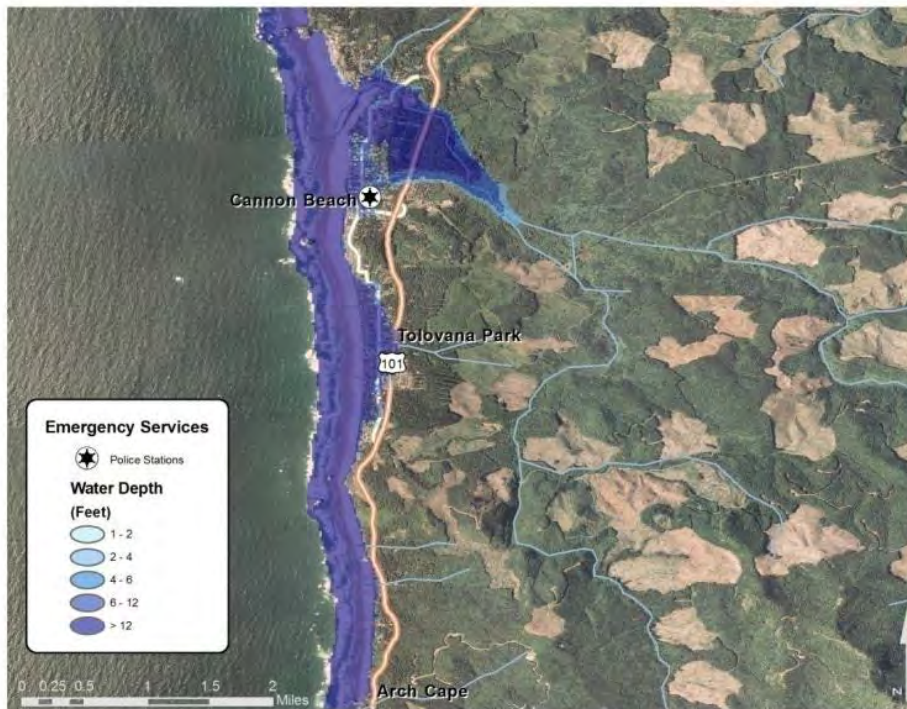 Cannon Beach
Tolovana Park
101
Emergency Services
Police Stations
Water Depth
(Feet)
1 - 2
2 - 4
4 - 6
6 - 12
> 12
0 0.25 0.5 1 1.5 2
Miles
Arch Cape
N